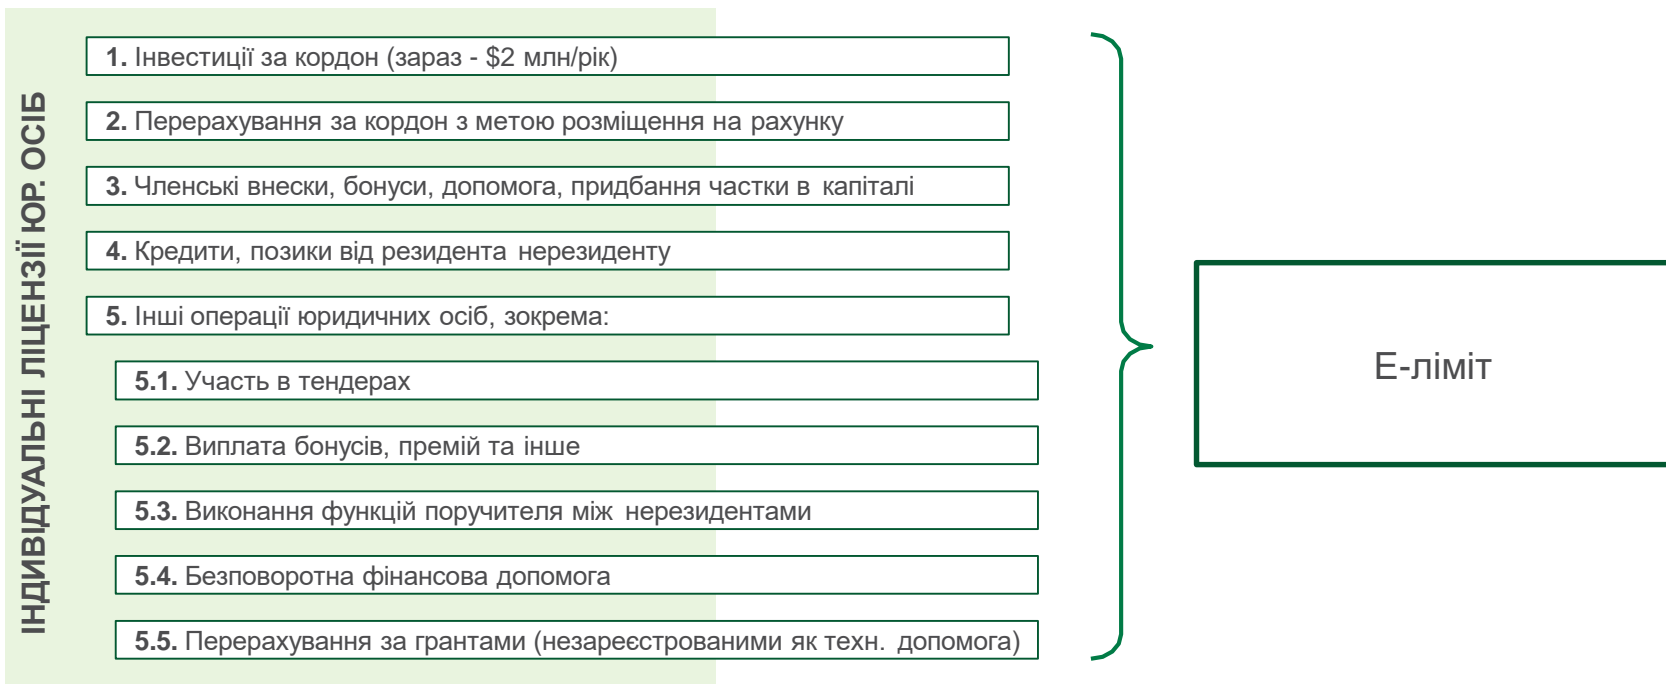 ІНДИВІДУАЛЬНІ ЛІЦЕНЗІЇ ЮР. ОСІБ
1. Інвестиції за кордон (зараз - $2 млн/рік)
2. Перерахування за кордон з метою розміщення на рахунку
3. Членські внески, бонуси, допомога, придбання частки в капіталі
4. Кредити, позики від резидента нерезиденту
5. Інші операції юридичних осіб, зокрема:
5.1. Участь в тендерах
5.2. Виплата бонусів, премій та інше
5.3. Виконання функцій поручителя між нерезидентами
5.4. Безповоротна фінансова допомога
5.5. Перерахування за грантами (незареєстрованими як техн. допомога)
Е-ліміт